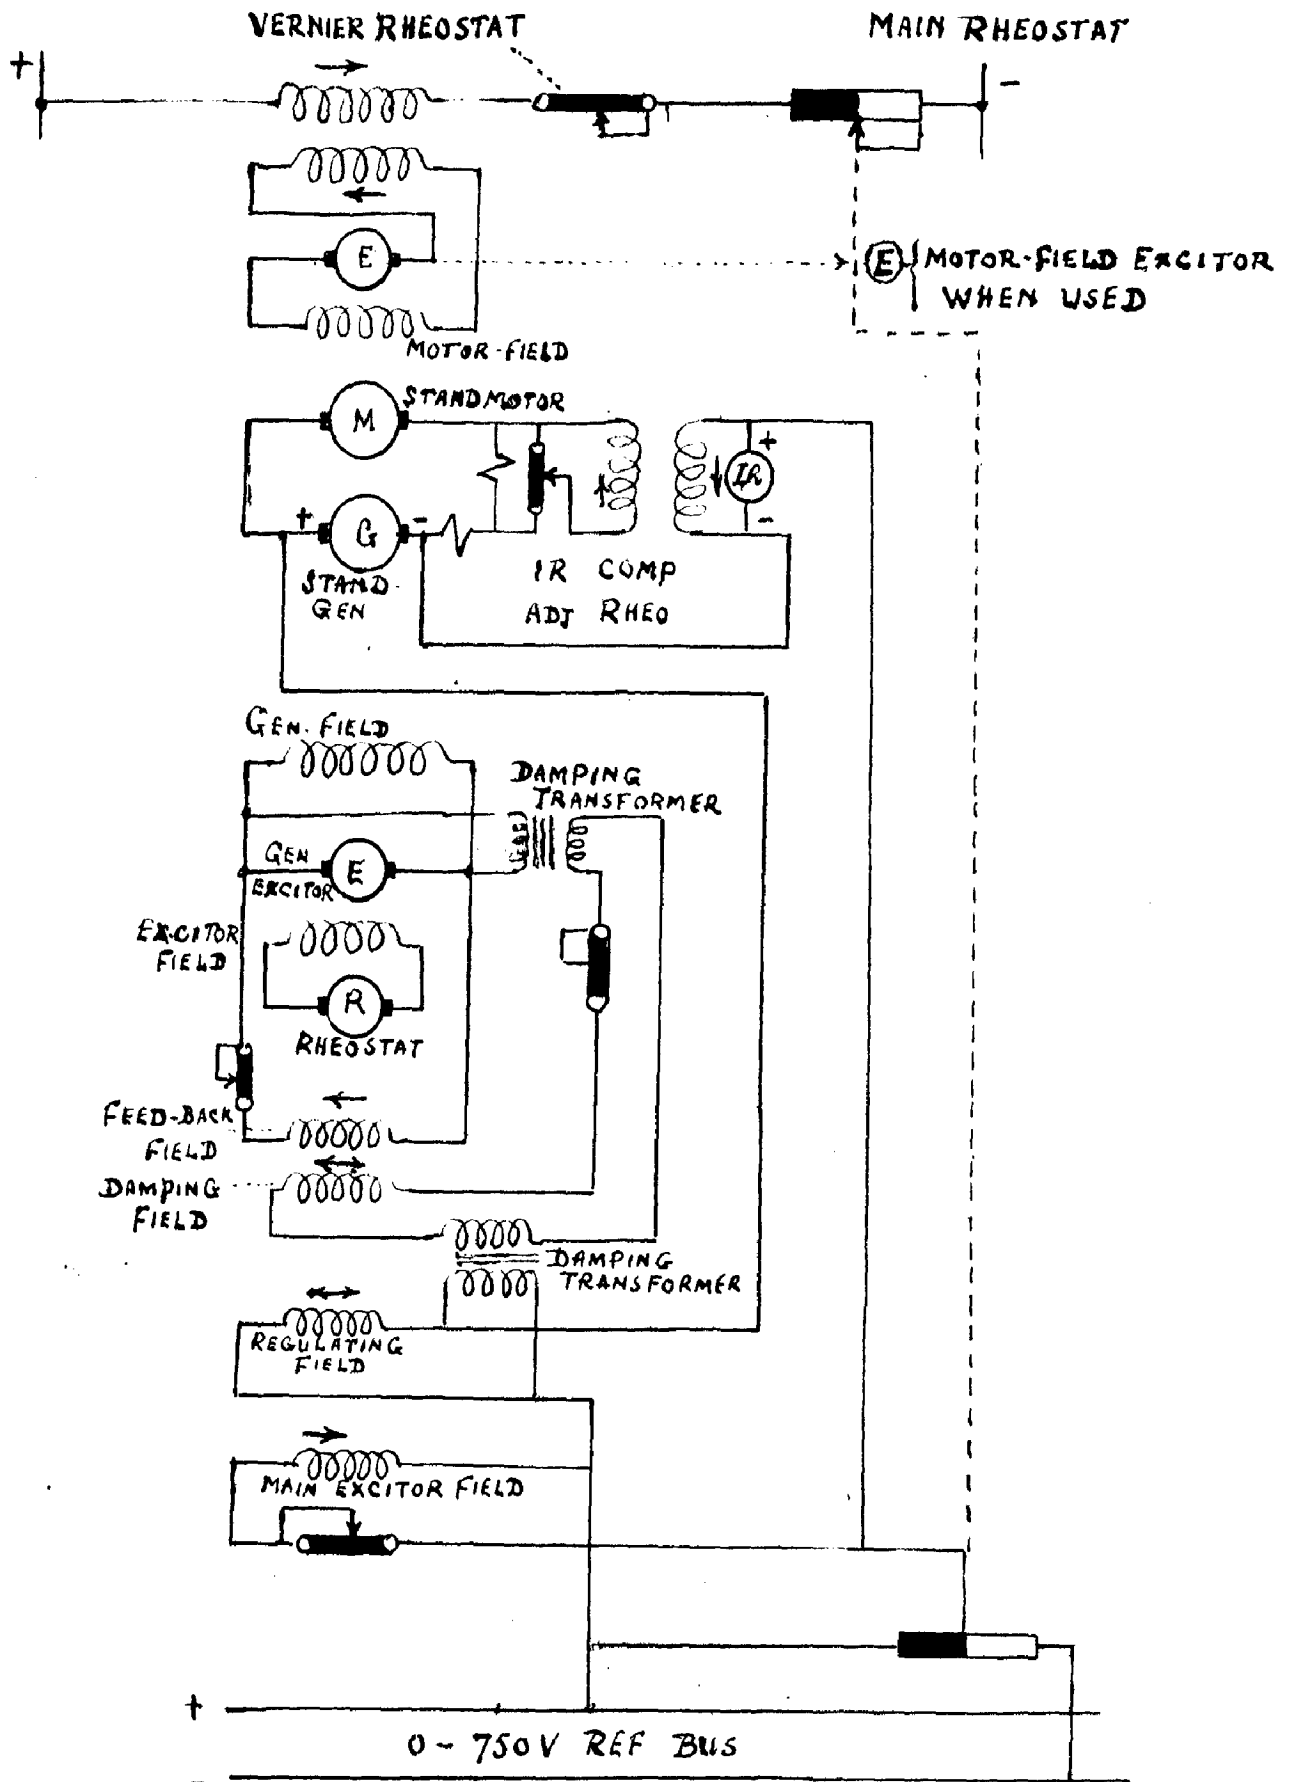 VERNIER RHEOSTAT
MAIN RHEOSTAT
+
-
E
E
MOTOR-FIELD EXCITOR
WHEN USED
MOTOR-FIELD
M
STAND MOTOR
+
IR
-
+
G
-
STAND
GEN
IR COMP
ADJ RHEO
GEN. FIELD
DAMPING
TRANSFORMER
GEN
EXCITOR
E
EXCITOR
FIELD
R
RHEOSTAT
FEED-BACK
FIELD
DAMPING
FIELD
DAMPING
TRANSFORMER
REGULATING
FIELD
MAIN EXCITOR FIELD
+
0-750V REF BUS
-